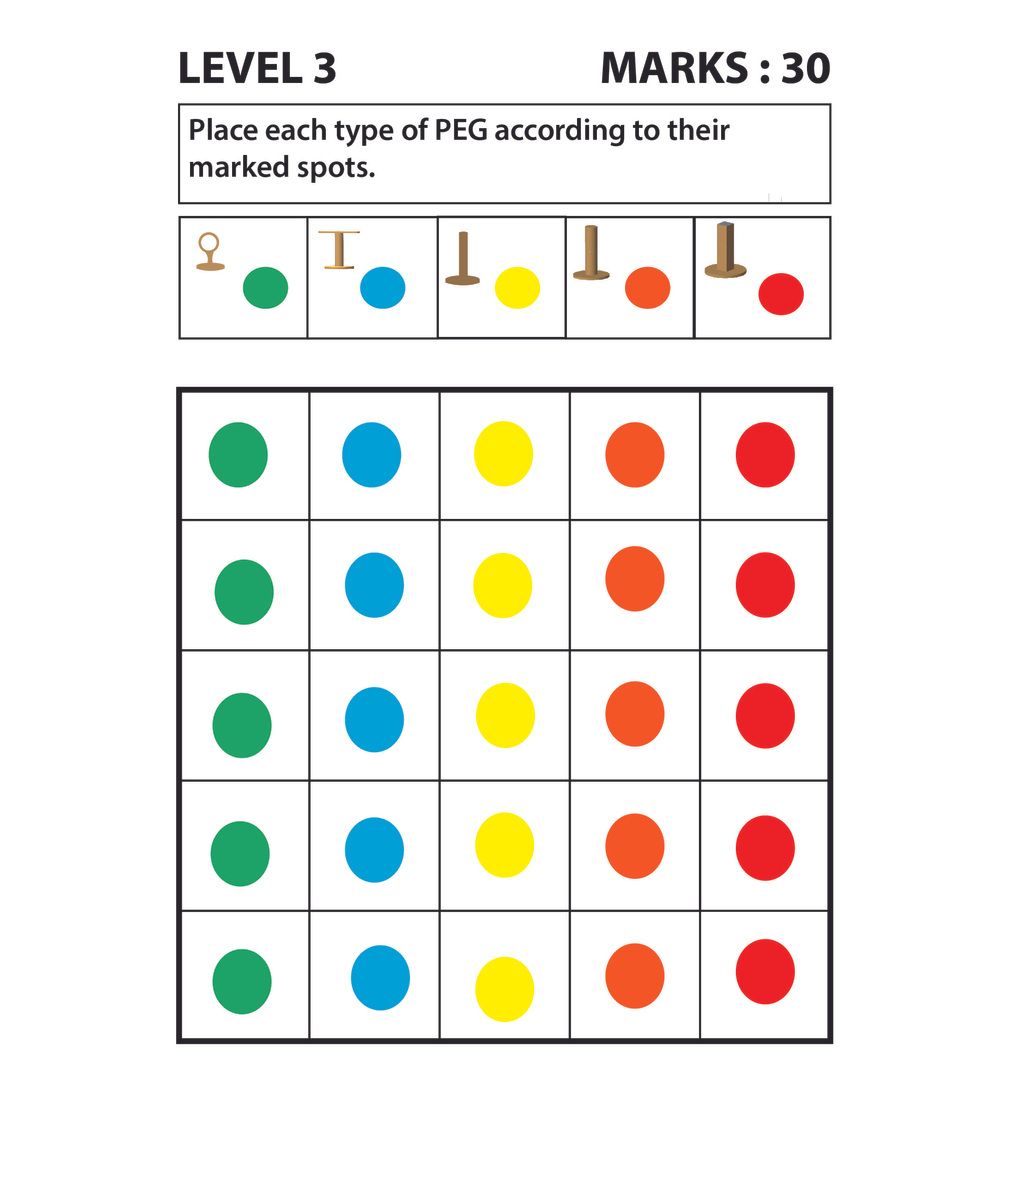 LEVEL 3
MARKS : 30
Place each type of PEG according to their
marked spots.